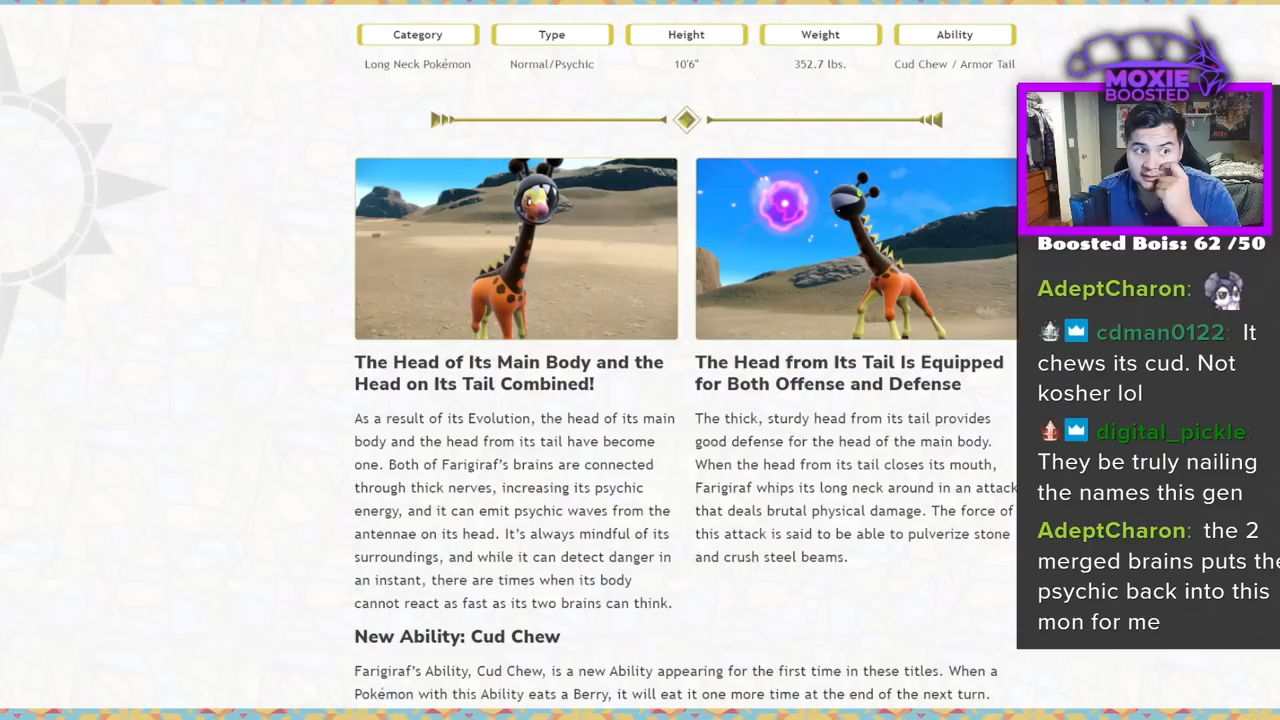 Category Type Height Weight Ability
Long Neck Pokémon Normal/Psychic 10'6" 352.7 lbs. Cud Chew / Armor Tail
The Head of Its Main Body and the
Head on Its Tail Combined!
As a result of its Evolution, the head of its main
body and the head from its tail have become
one. Both of Farigiraf's brains are connected
through thick nerves, increasing its psychic
energy, and it can emit psychic waves from the
antennae on its head. It's always mindful of its
surroundings, and while it can detect danger in
an instant, there are times when its body
cannot react as fast as its two brains can think.
The Head from Its Tail Is Equipped
for Both Offense and Defense
The thick, sturdy head from its tail provides
good defense for the head of the main body.
When the head from its tail closes its mouth,
Farigiraf whips its long neck around in an attack
that deals brutal physical damage. The force of
this attack is said to be able to pulverize stone
and crush steel beams.
New Ability: Cud Chew
Farigiraf's Ability, Cud Chew, is a new Ability appearing for the first time in these titles. When a
Pokémon with this Ability eats a Berry, it will eat it one more time at the end of the next turn.
MOXIE
BOOSTED
Boosted Bois: 62 /50
AdeptCharon:
cdman0122: It
chews its cud. Not
kosher lol
digital_pickle:
They be truly nailing
the names this gen
AdeptCharon: the 2
merged brains puts the
psychic back into this
mon for me